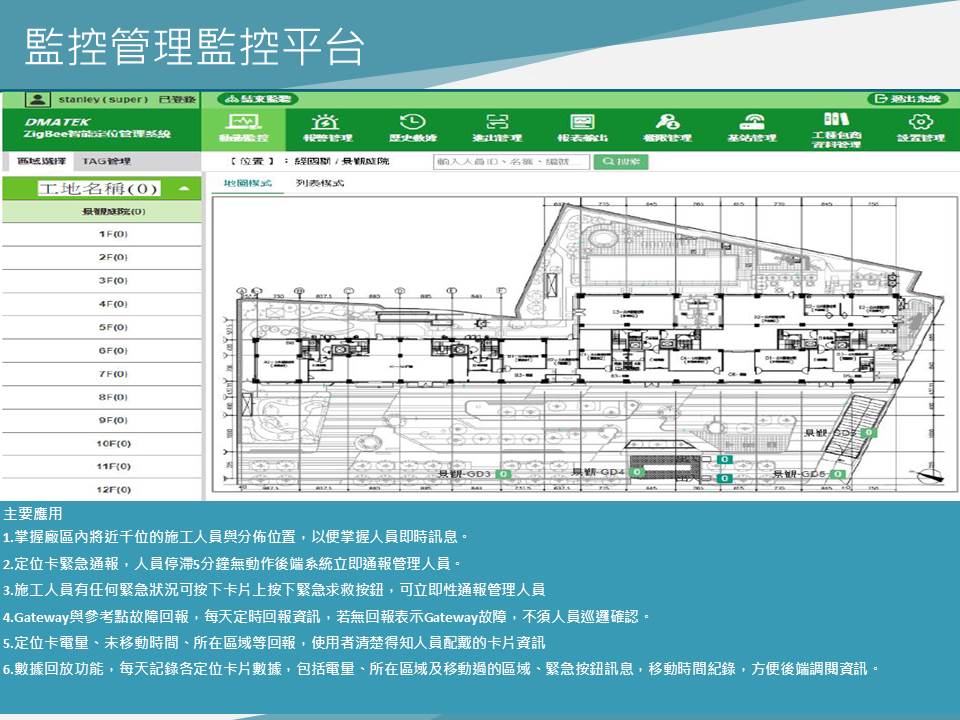 監控管理監控平台
stanley ( super ) 已登錄
結束監聽
退出系統
DMATEK
ZigBee智能定位管理系統
動態監控
報警管理
歷史數據
進出管理
報表輸出
權限管理
基站管理
工種包商
資料管理
設置管理
區域選擇
TAG管理
【 位置 】：經國願 / 景觀庭院
輸入人員ID、名稱、編號...
搜索
地圖模式
列表模式
工地名稱(0)
景觀庭院(0)
1F(0)
2F(0)
3F(0)
4F(0)
5F(0)
6F(0)
7F(0)
8F(0)
9F(0)
10F(0)
11F(0)
12F(0)
景觀-GD3 0
景觀-GD4 0
景觀-GD5 0
0
0
主要應用
1.掌握廠區內將近千位的施工人員與分佈位置，以便掌握人員即時訊息。
2.定位卡緊急通報，人員停滯5分鐘無動作後端系統立即通報管理人員。
3.施工人員有任何緊急狀況可按下卡片上按下緊急求救按鈕，可立即性通報管理人員
4.Gateway與參考點故障回報，每天定時回報資訊，若無回報表示Gateway故障，不須人員巡邏確認。
5.定位卡電量、未移動時間、所在區域等回報，使用者清楚得知人員配戴的卡片資訊
6.數據回放功能，每天記錄各定位卡片數據，包括電量、所在區域及移動過的區域、緊急按鈕訊息，移動時間紀錄，方便後端調閱資訊。